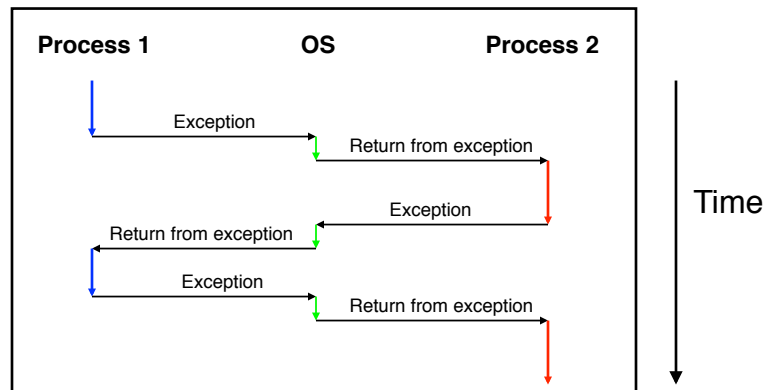 Process 1 OS Process 2
Exception
Return from exception
Time
Exception
Return from exception
Exception
Return from exception